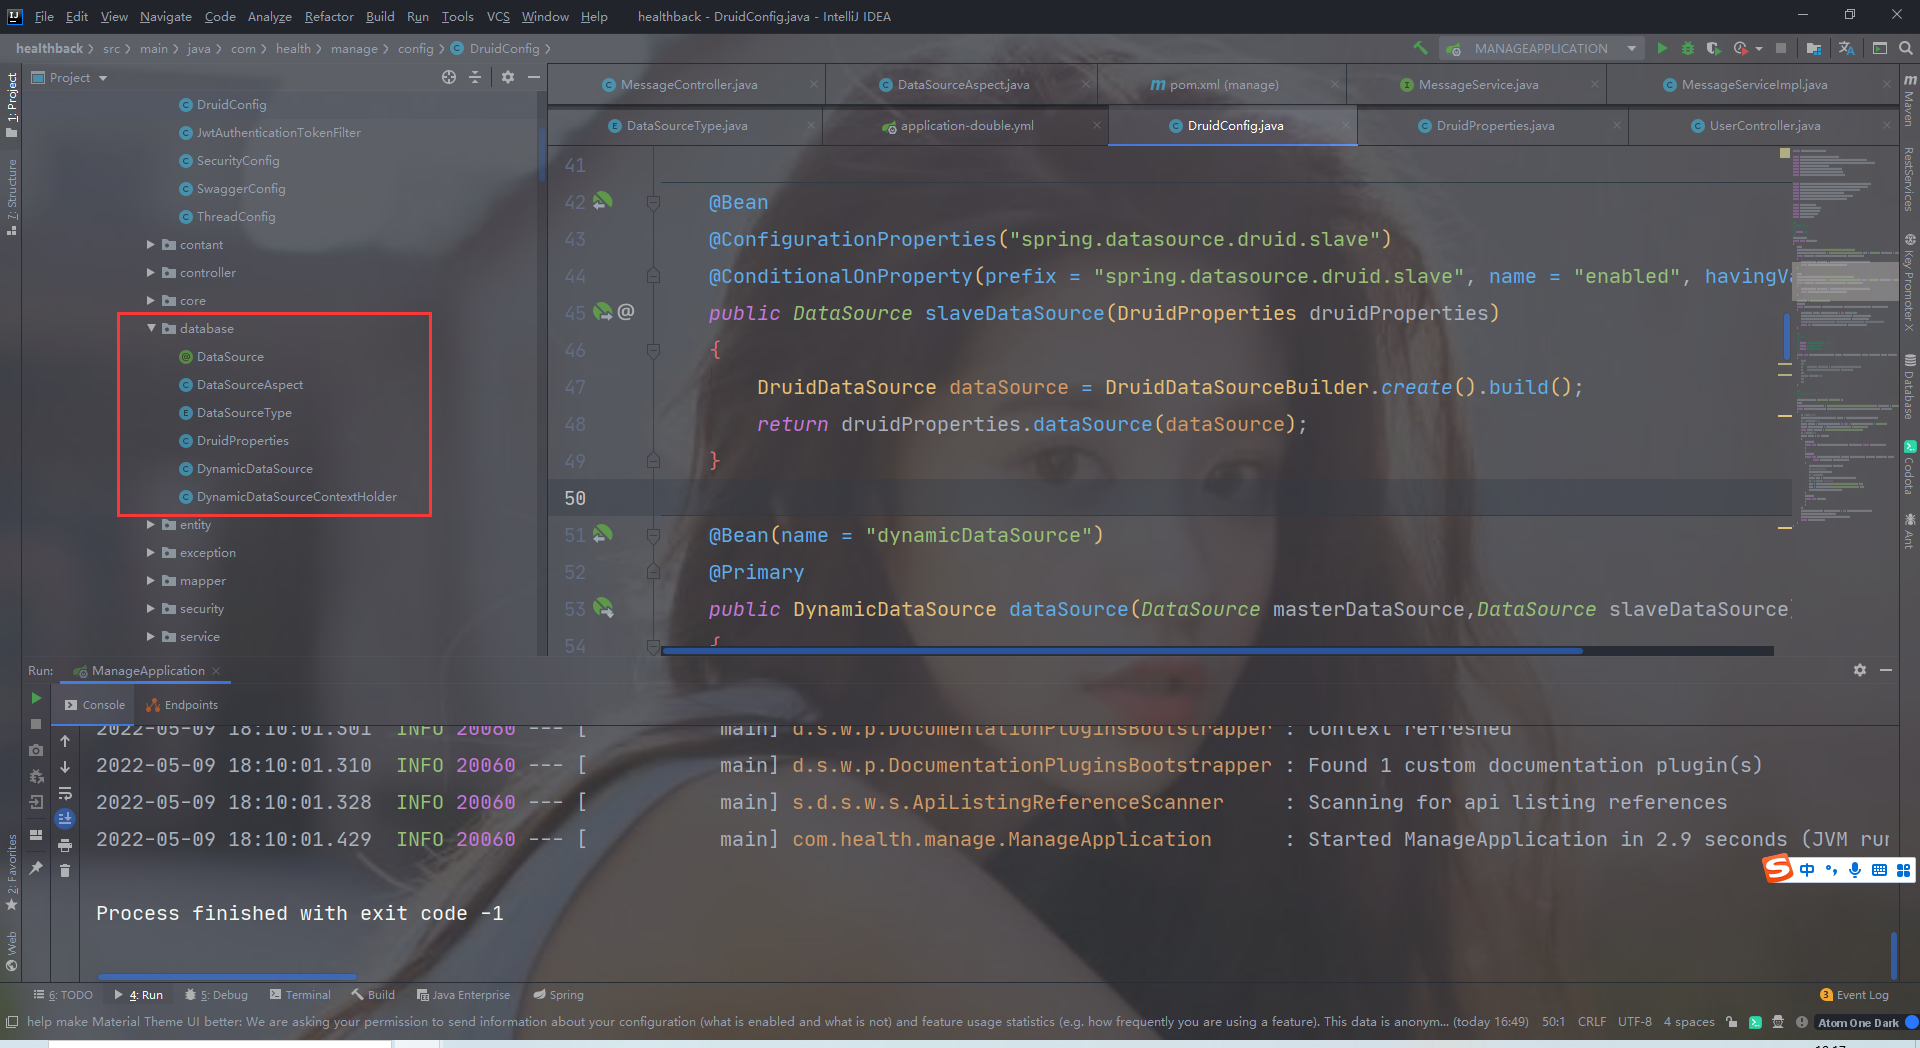 File Edit View Navigate Code Analyze Refactor Build Run Tools VCS Window Help healthback - DruidConfig.java - IntelliJ IDEA
healthback src main java com health manage config DruidConfig MANAGEAPPLICATION
Project
1: Project
7: Structure
2: Favorites
Web
DruidConfig
JwtAuthenticationTokenFilter
SecurityConfig
SwaggerConfig
ThreadConfig
contant
controller
core
database
DataSource
DataSourceAspect
DataSourceType
DruidProperties
DynamicDataSource
DynamicDataSourceContextHolder
entity
exception
mapper
security
service
MessageController.java DataSourceAspect.java pom.xml (manage) MessageService.java MessageServiceImpl.java
DataSourceType.java application-double.yml DruidConfig.java DruidProperties.java UserController.java
41
42 @Bean
43 @ConfigurationProperties("spring.datasource.druid.slave")
44 @ConditionalOnProperty(prefix = "spring.datasource.druid.slave", name = "enabled", havingVa
45 public DataSource slaveDataSource(DruidProperties druidProperties)
46 {
47 DruidDataSource dataSource = DruidDataSourceBuilder.create().build();
48 return druidProperties.dataSource(dataSource);
49 }
50
51 @Bean(name = "dynamicDataSource")
52 @Primary
53 public DynamicDataSource dataSource(DataSource masterDataSource,DataSource slaveDataSource
54 {
Maven
RestServices
Key Promoter X
Database
Codota
Ant
Run: ManageApplication
Console Endpoints
2022-05-09 18:10:01.301 INFO 20060 --- [ main] d.s.w.p.DocumentationPluginsBootstrapper : Context refreshed
2022-05-09 18:10:01.310 INFO 20060 --- [ main] d.s.w.p.DocumentationPluginsBootstrapper : Found 1 custom documentation plugin(s)
2022-05-09 18:10:01.328 INFO 20060 --- [ main] s.d.s.w.s.ApiListingReferenceScanner : Scanning for api listing references
2022-05-09 18:10:01.429 INFO 20060 --- [ main] com.health.manage.ManageApplication : Started ManageApplication in 2.9 seconds (JVM run
Process finished with exit code -1
中
6: TODO 4: Run 5: Debug Terminal Build Java Enterprise Spring 3 Event Log
help make Material Theme UI better: We are asking your permission to send information about your configuration (what is enabled and what is not) and feature usage statistics (e.g. how frequently you are using a feature). This data is anonym... (today 16:49) 50:1 CRLF UTF-8 4 spaces Atom One Dark